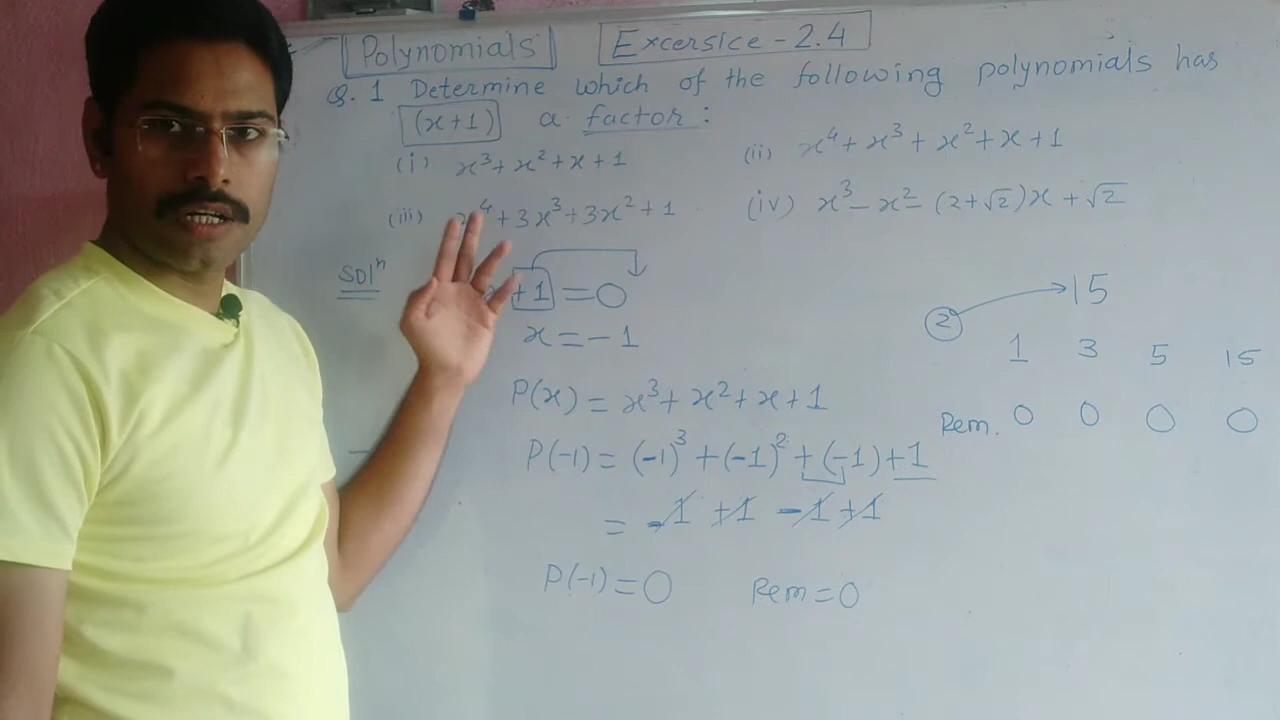 Polynomials Excersice - 2.4
Q. 1 Determine which of the following polynomials has
(x+1) a factor :
(i) x³ + x² + x + 1 (ii) x⁴ + x³ + x² + x + 1
(iii) x⁴ + 3x³ + 3x² + 1 (iv) x³ - x² - (2+√2)x + √2
Solⁿ
+1 = 0
x = -1
2 15
1 3 5 15
Rem. 0 0 0 0
P(x) = x³ + x² + x + 1
P(-1) = (-1)³ + (-1)² + (-1) + 1
= -1 +1 -1 +1
P(-1) = 0 Rem = 0